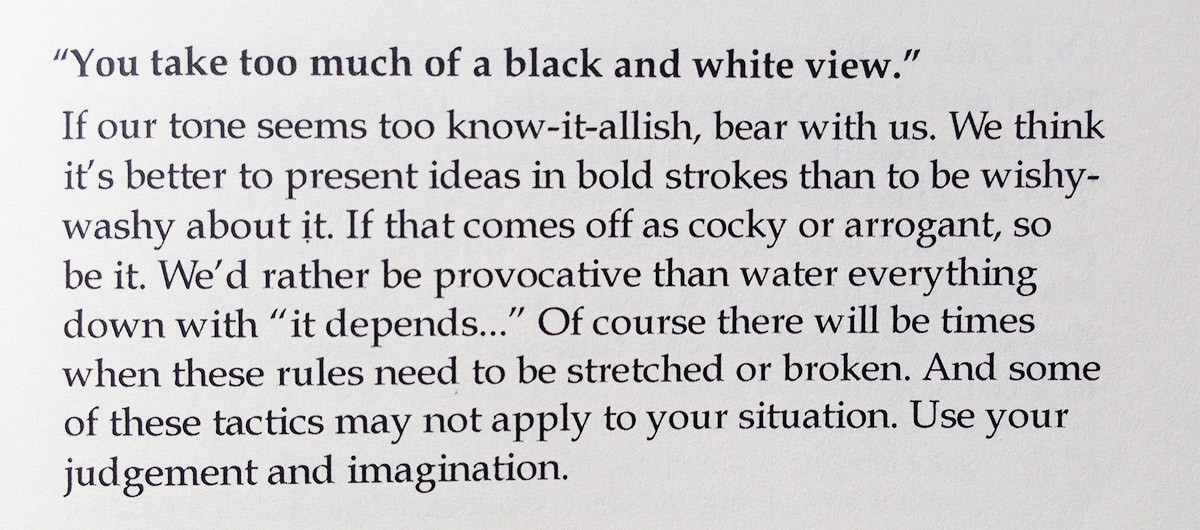 “You take too much of a black and white view.”
If our tone seems too know-it-allish, bear with us. We think
it’s better to present ideas in bold strokes than to be wishy-
washy about it. If that comes off as cocky or arrogant, so
be it. We’d rather be provocative than water everything
down with “it depends...” Of course there will be times
when these rules need to be stretched or broken. And some
of these tactics may not apply to your situation. Use your
judgement and imagination.